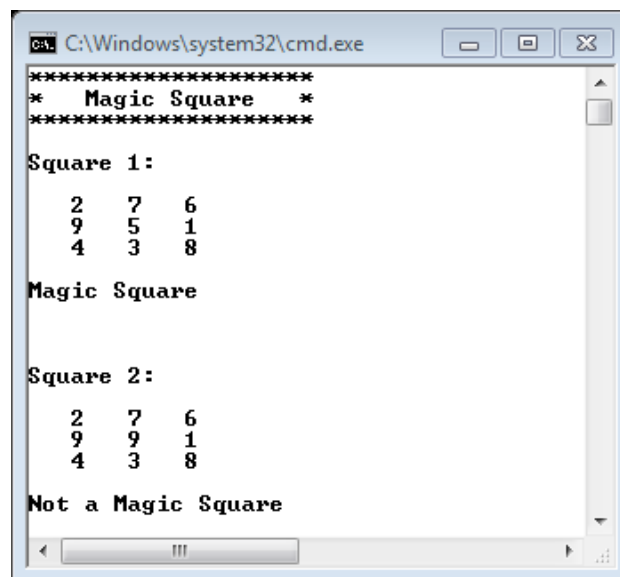 C:\Windows\system32\cmd.exe
********************
*   Magic Square   *
********************
Square 1:
2 7 6
9 5 1
4 3 8
Magic Square
Square 2:
2 7 6
9 9 1
4 3 8
Not a Magic Square